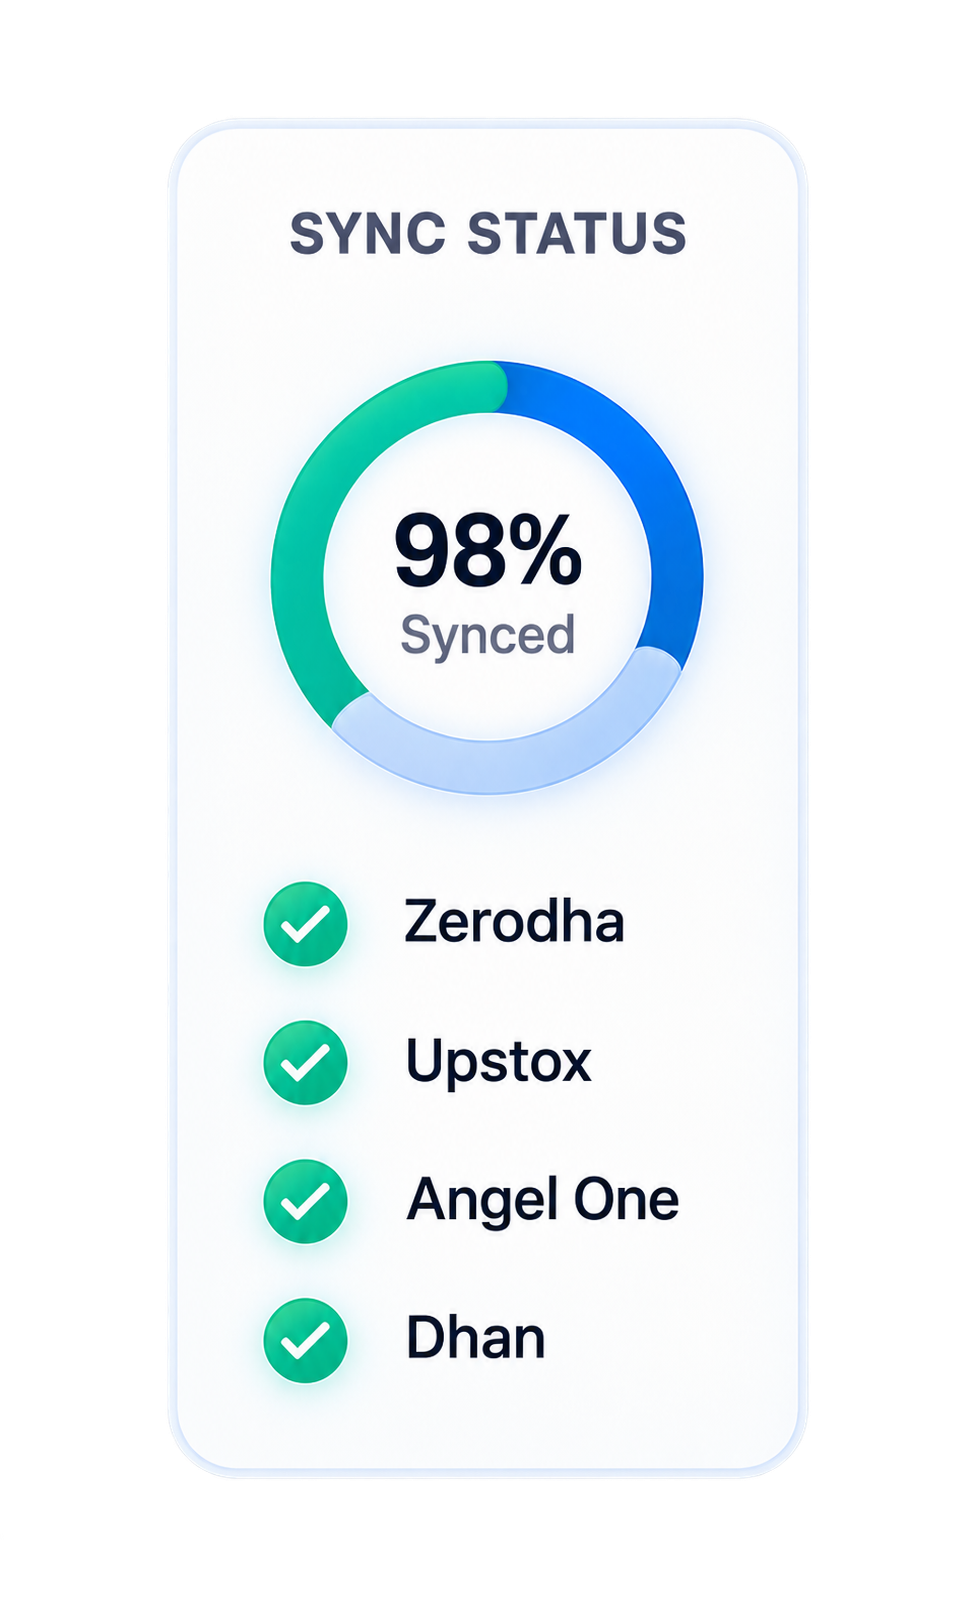 SYNC STATUS
98%
Synced
Zerodha
Upstox
Angel One
Dhan